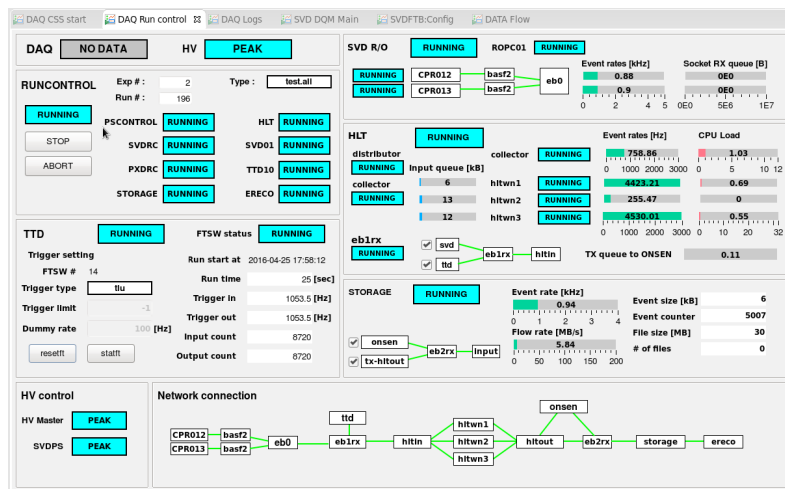 DAQ CSS start DAQ Run control DAQ Logs SVD DQM Main SVDFTB:Config DATA Flow
DAQ NO DATA HV PEAK
RUNCONTROL Exp # : 2 Type : test.all
Run # : 196
RUNNING
STOP
ABORT
PSCONTROL RUNNING HLT RUNNING
SVDRC RUNNING SVD01 RUNNING
PXDRC RUNNING TTD10 RUNNING
STORAGE RUNNING ERECO RUNNING
TTD RUNNING FTSW status RUNNING
Trigger setting
FTSW # 14
Trigger type tlu
Trigger limit -1
Dummy rate 100 [Hz]
resetft statft
Run start at 2016-04-25 17:58:12
Run time 25 [sec]
Trigger in 1053.5 [Hz]
Trigger out 1053.5 [Hz]
Input count 8720
Output count 8720
SVD R/O RUNNING ROPC01 RUNNING
RUNNING CPR012 basf2
RUNNING CPR013 basf2
eb0
Event rates [kHz] Socket RX queue [B]
0.88 0E0
0.9 0E0
0 2 4 5 0E0 5E6 1E7
HLT RUNNING
distributor
RUNNING
collector
RUNNING
Input queue [kB]
6
13
12
Event rates [Hz] CPU Load
collector RUNNING 758.86 1.03
0 1000 2000 3000 0 5 10 12
hltwn1 RUNNING 4423.21 0.69
hltwn2 RUNNING 255.47 0
hltwn3 RUNNING 4530.01 0.55
0 1000 2000 3000 0 10 20 32
eb1rx
RUNNING
svd
ttd
eb1rx hltin
TX queue to ONSEN 0.11
STORAGE RUNNING
onsen
tx-hltout
eb2rx input
Event rate [kHz]
0.94
0 1 2 3 4
Flow rate [MB/s]
5.84
0 50 100 150 200
Event size [kB] 6
Event counter 5007
File size [MB] 30
# of files 0
HV control
HV Master PEAK
SVDPS PEAK
Network connection
CPR012 basf2
CPR013 basf2
eb0
ttd
eb1rx
hltin
hltwn1
hltwn2
hltwn3
hltout
onsen
eb2rx
storage
ereco